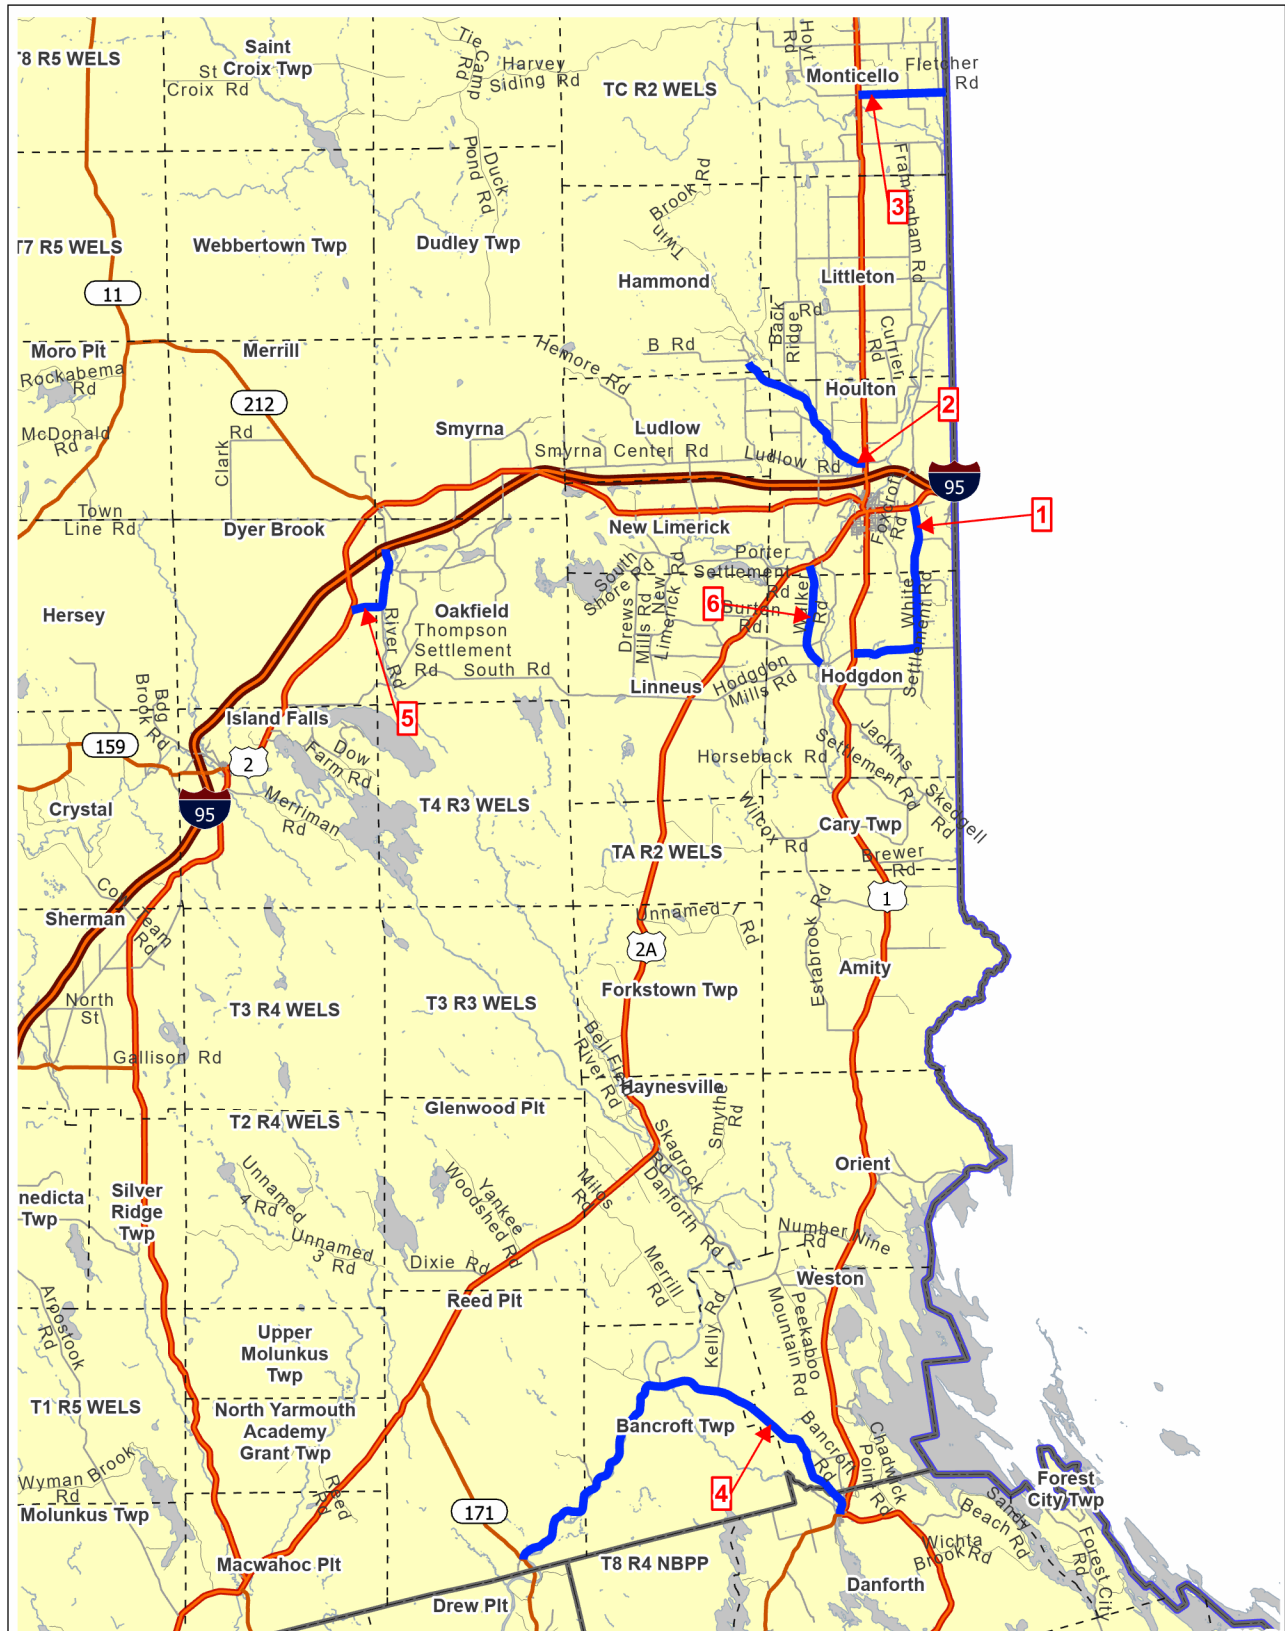 T8 R5 WELS
Saint
Croix Twp
St
Croix Rd
Tie Camp
Rd
Harvey
Siding Rd
TC R2 WELS
Hoyt
Rd
Monticello
Fletcher
Rd
Duck
Pond Rd
Brook Rd
Twin
Framingham Rd
3
T7 R5 WELS
Webbertown Twp
Dudley Twp
Hammond
Littleton
11
Back
Ridge
Rd
Currier
Rd
Moro Plt
Merrill
B Rd
Hemore Rd
Rockabema
Rd
Houlton
212
2
McDonald
Rd
Clark
Rd
Smyrna
Ludlow
Smyrna Center Rd
Ludlow Rd
95
Town
Line Rd
Dyer Brook
New Limerick
Foxcroft
Rd
1
Porter
Settlement
Rd
South
Shore Rd
Drews
Mills Rd
New
Limerick Rd
Burton
Rd
6
Walker
Rd
White
Settlement Rd
Hersey
Oakfield
River Rd
Thompson
Settlement
Rd
South Rd
Linneus
Hodgdon
Mills Rd
Hodgdon
Bog
Brook Rd
Island Falls
5
159
2
Dow
Farm Rd
Horseback Rd
Jackins
Settlement Rd
Crystal
95
Merriman
Rd
T4 R3 WELS
Wilcox
Rd
Cary Twp
Skedgell
Rd
TA R2 WELS
Brewer
Rd
Sherman
Rd
Unnamed 7
Rd
1
2A
Estabrook Rd
Amity
North
St
T3 R4 WELS
T3 R3 WELS
Forkstown Twp
Gallison Rd
River Rd
Haynesville
Smythe
Rd
T2 R4 WELS
Glenwood Plt
Skagrock
Rd
Orient
nedicta
Twp
Silver
Ridge
Twp
Unnamed
4 Rd
Unnamed
3 Rd
Yankee
Woodshed Rd
Milos
Rd
Danforth Rd
Number Nine
Rd
Dixie Rd
Merrill
Rd
Weston
Reed Plt
Aroostook
Rd
Upper
Molunkus
Twp
Kelly Rd
Peekaboo
Mountain Rd
T1 R5 WELS
North Yarmouth
Academy
Grant Twp
Bancroft Twp
Bancroft
Rd
Chadwick
Point Rd
Wyman Brook
Rd
Molunkus Twp
Reed
Rd
4
171
Forest
City Twp
Sandy
Beach Rd
Macwahoc Plt
T8 R4 NBPP
Wichta
Brook Rd
Forest City
Rd
Danforth
Drew Plt